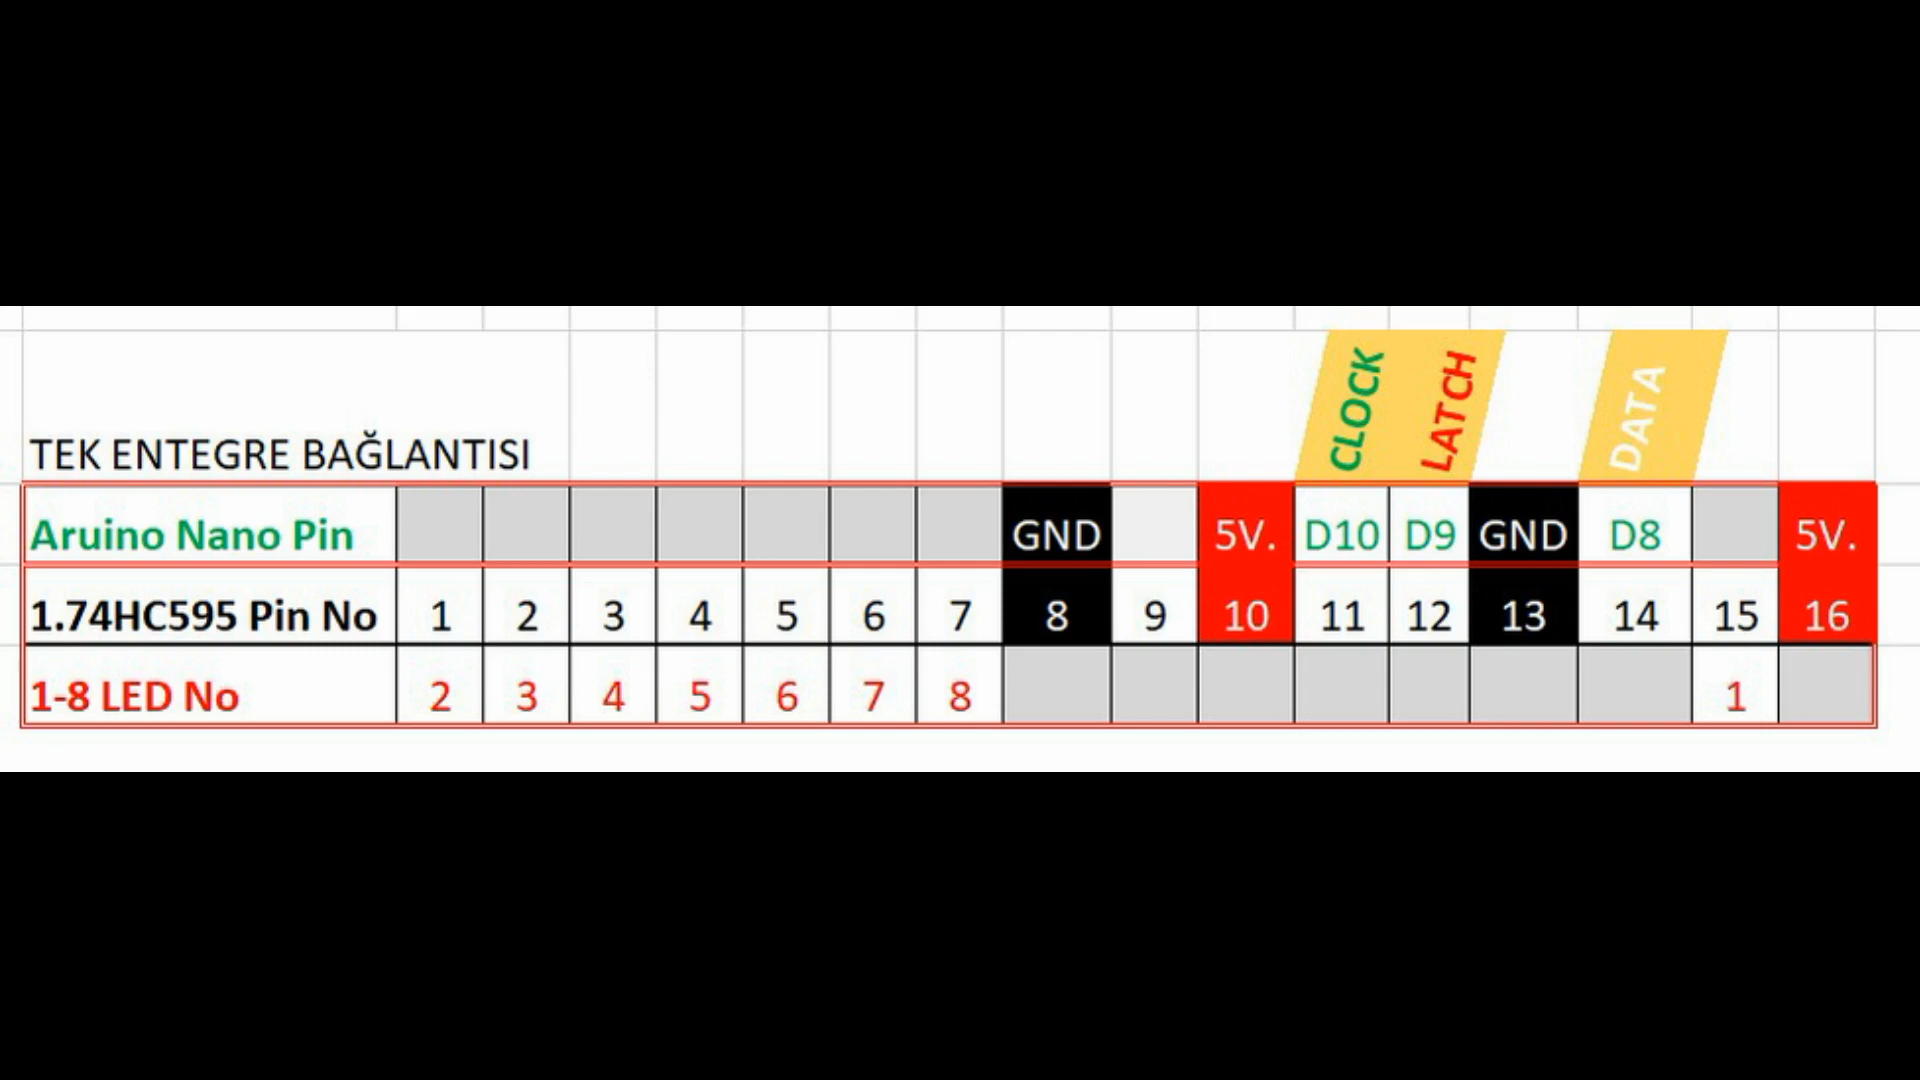 CLOCK LATCH DATA
TEK ENTEGRE BAĞLANTISI
Aruino Nano Pin GND 5V. D10 D9 GND D8 5V.
1.74HC595 Pin No 1 2 3 4 5 6 7 8 9 10 11 12 13 14 15 16
1-8 LED No 2 3 4 5 6 7 8 1